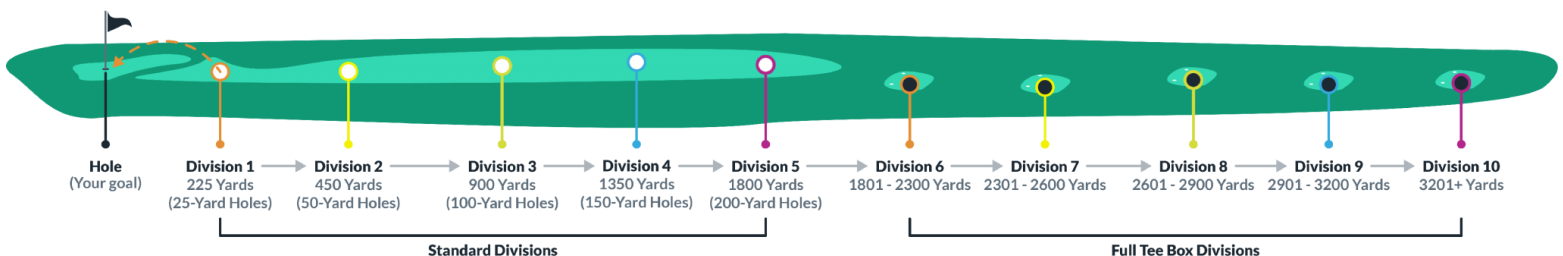 Hole
(Your goal)
Division 1
225 Yards
(25-Yard Holes)
Division 2
450 Yards
(50-Yard Holes)
Division 3
900 Yards
(100-Yard Holes)
Division 4
1350 Yards
(150-Yard Holes)
Division 5
1800 Yards
(200-Yard Holes)
Division 6
1801 - 2300 Yards
Division 7
2301 - 2600 Yards
Division 8
2601 - 2900 Yards
Division 9
2901 - 3200 Yards
Division 10
3201+ Yards
Standard Divisions
Full Tee Box Divisions